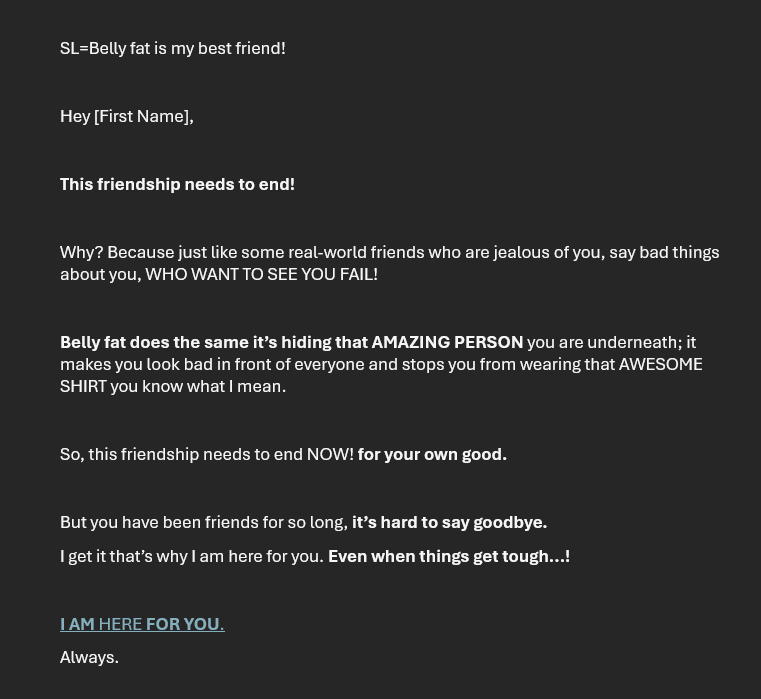 SL=Belly fat is my best friend!
Hey [First Name],
This friendship needs to end!
Why? Because just like some real-world friends who are jealous of you, say bad things
about you, WHO WANT TO SEE YOU FAIL!
Belly fat does the same it’s hiding that AMAZING PERSON you are underneath; it
makes you look bad in front of everyone and stops you from wearing that AWESOME
SHIRT you know what I mean.
So, this friendship needs to end NOW! for your own good.
But you have been friends for so long, it’s hard to say goodbye.
I get it that’s why I am here for you. Even when things get tough...!
I AM HERE FOR YOU.
Always.